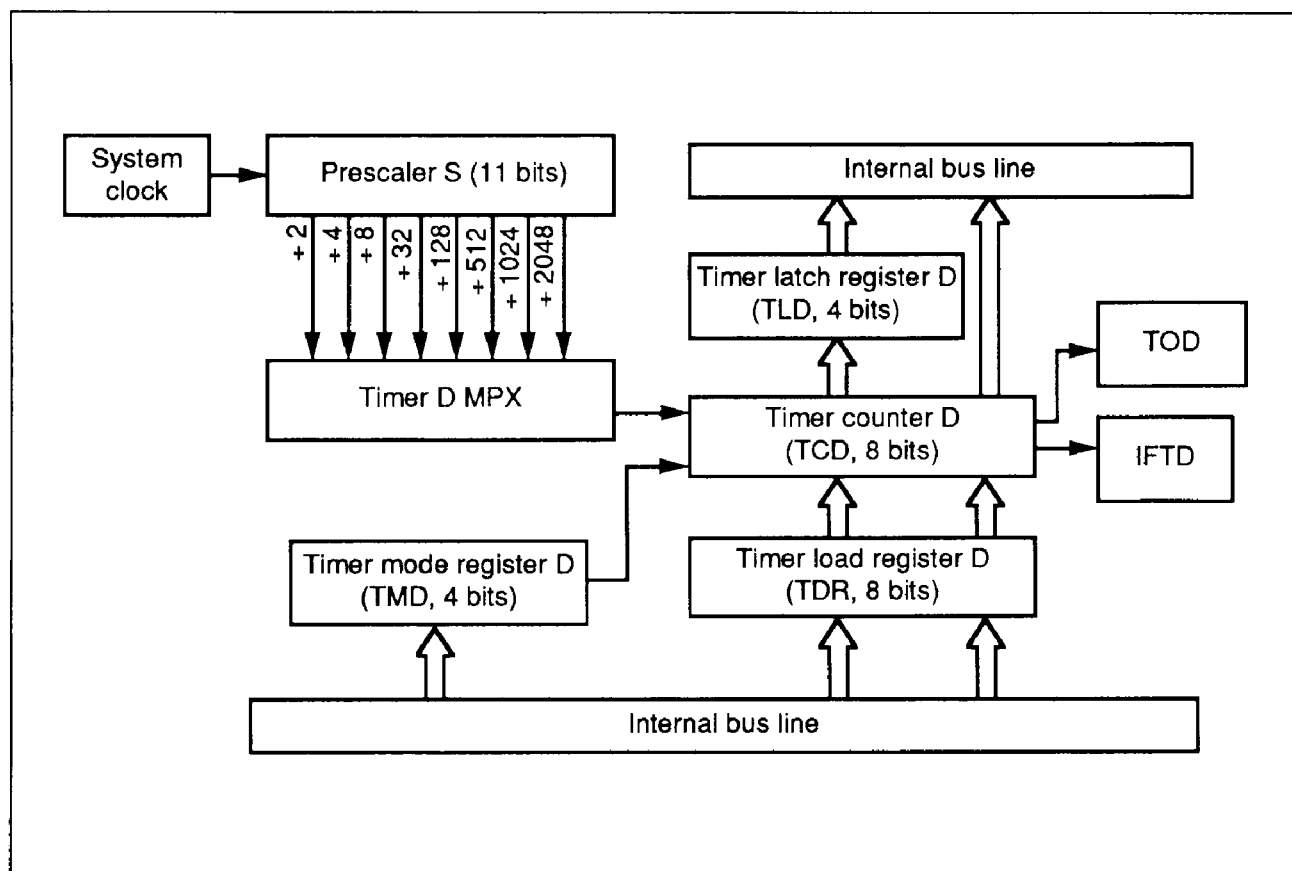 System
clock
Prescaler S (11 bits)
÷ 2
÷ 4
÷ 8
÷ 32
÷ 128
÷ 512
÷ 1024
÷ 2048
Timer D MPX
Internal bus line
Timer latch register D
(TLD, 4 bits)
Timer counter D
(TCD, 8 bits)
TOD
IFTD
Timer mode register D
(TMD, 4 bits)
Timer load register D
(TDR, 8 bits)
Internal bus line